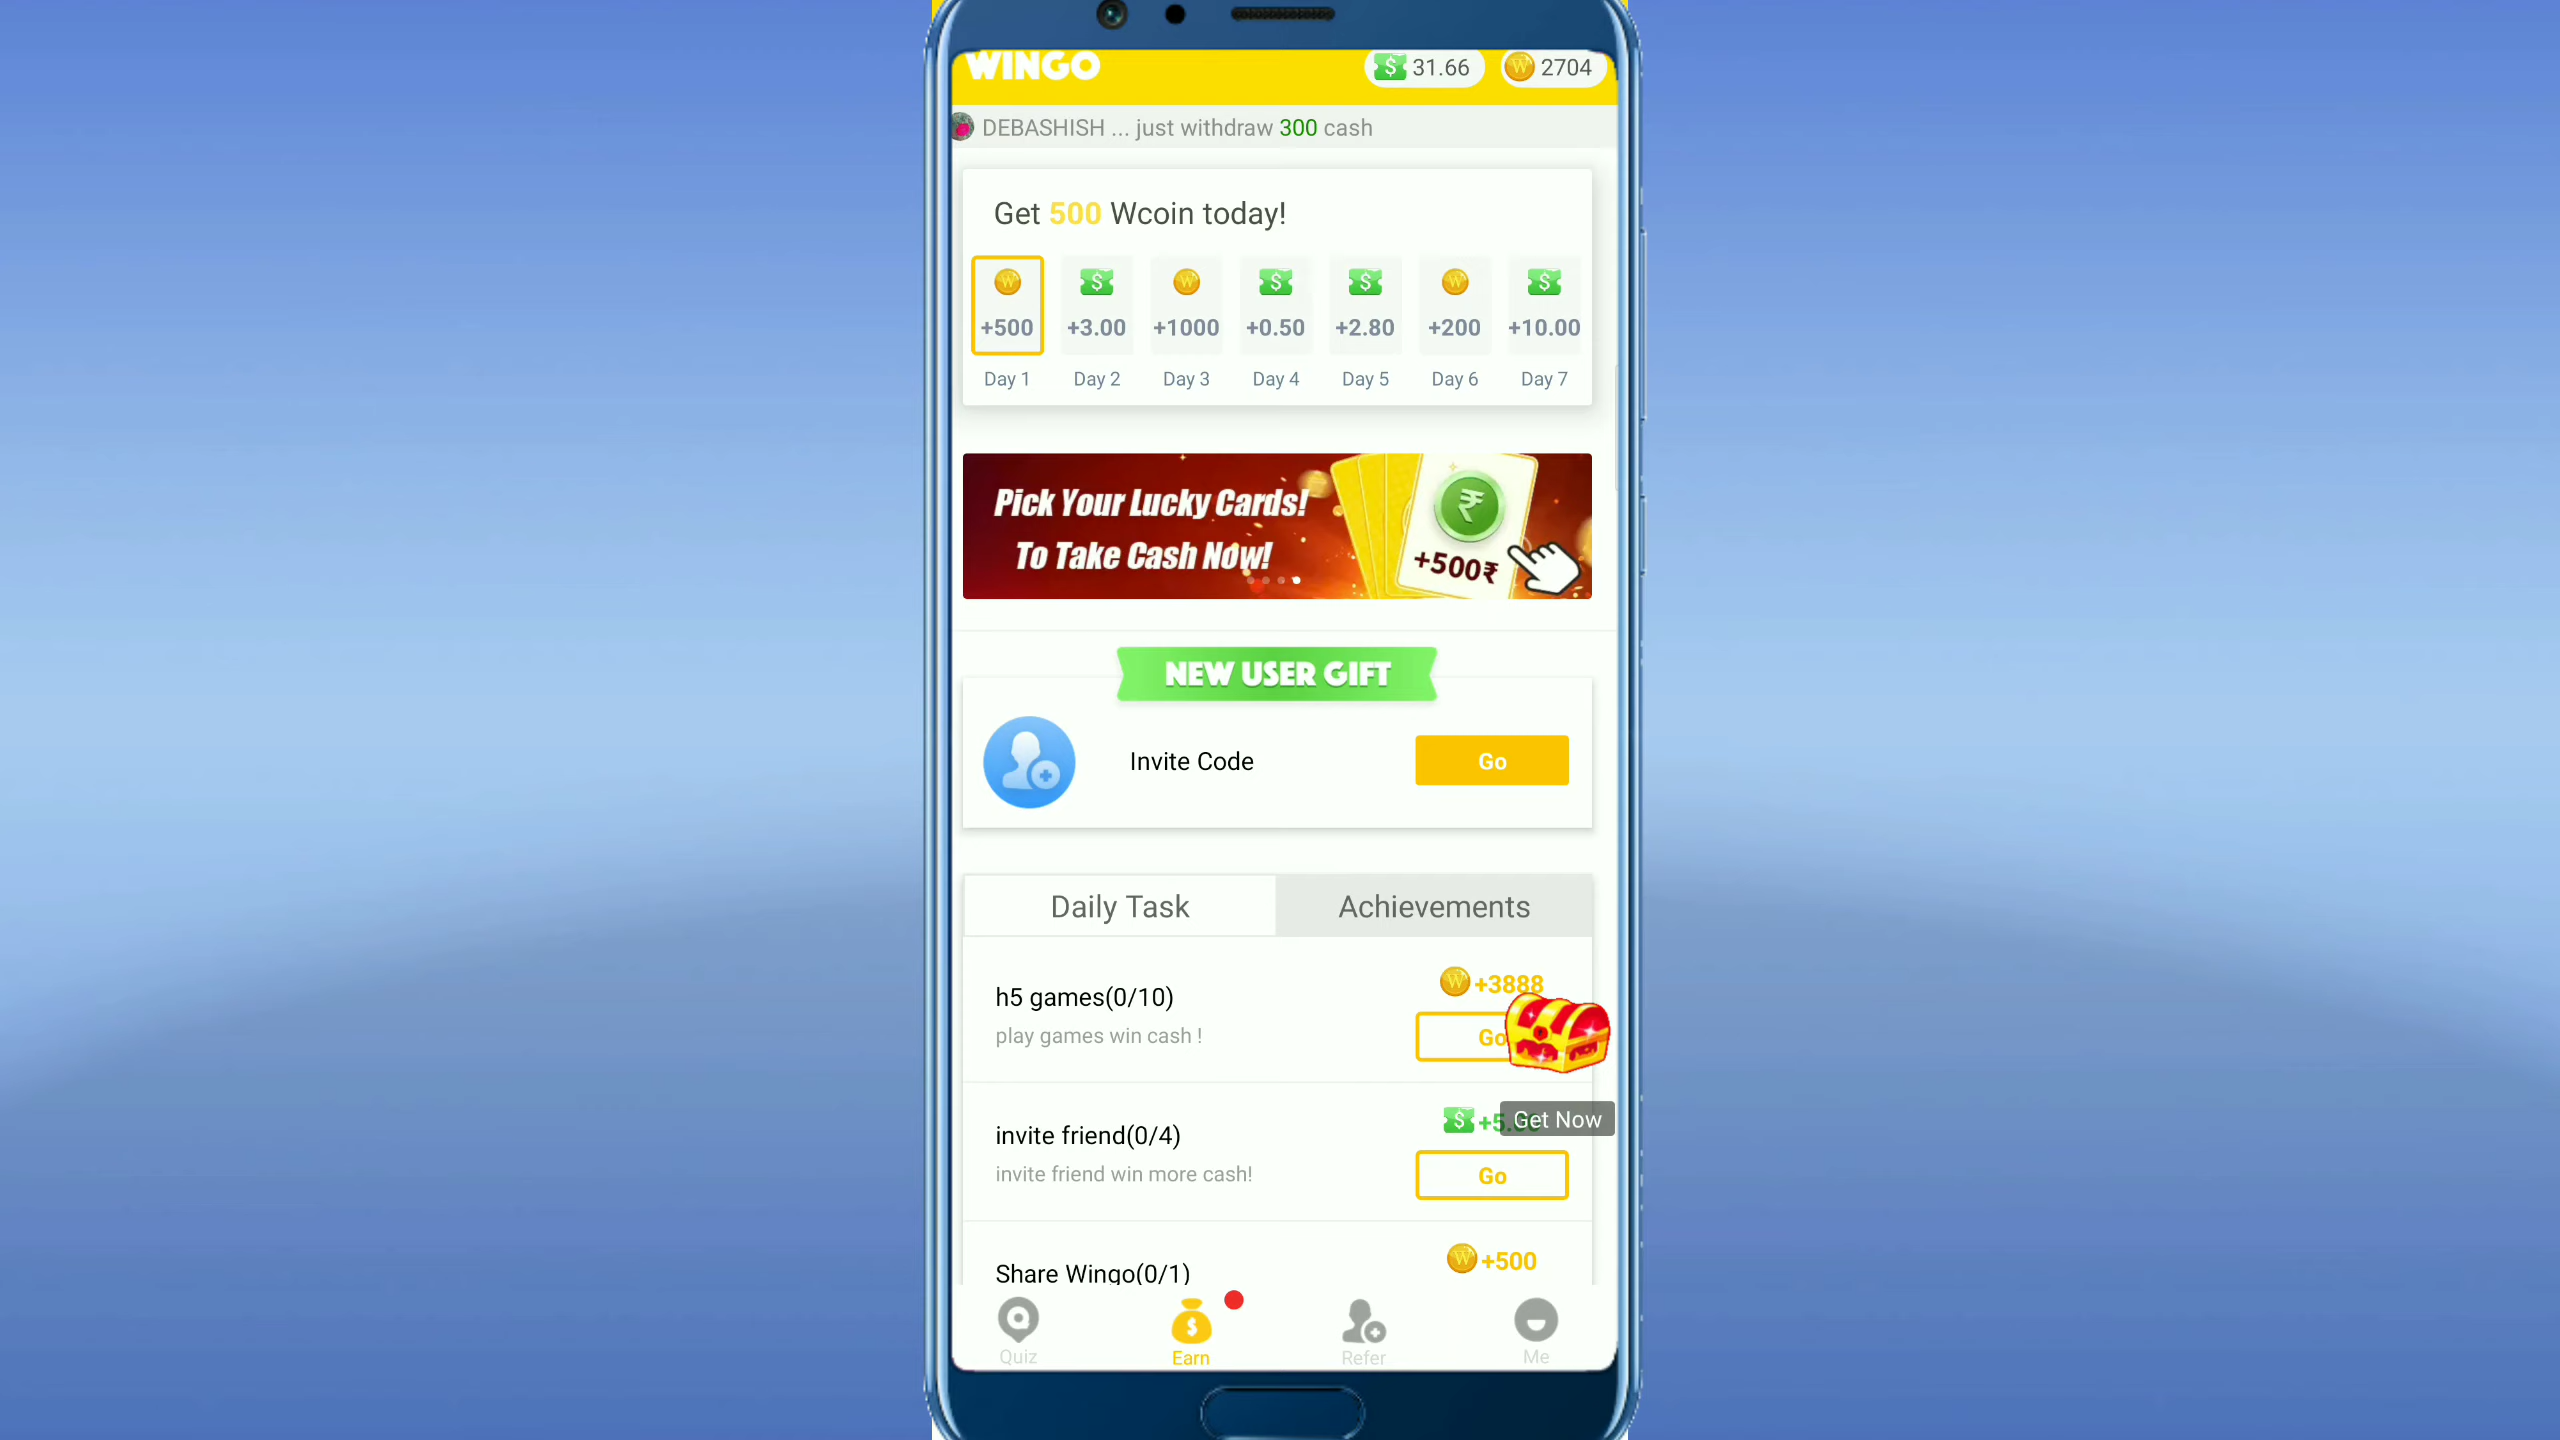 WINGO
31.66
2704
DEBASHISH ... just withdraw 300 cash
Get 500 Wcoin today!
+500 +3.00 +1000 +0.50 +2.80 +200 +10.00
Day 1 Day 2 Day 3 Day 4 Day 5 Day 6 Day 7
Pick Your Lucky Cards!
To Take Cash Now!
+500₹
NEW USER GIFT
Invite Code
Go
Daily Task
Achievements
h5 games(0/10)
+3888
play games win cash !
Go
invite friend(0/4)
Get Now
invite friend win more cash!
Go
Share Wingo(0/1)
+500
Quiz
Earn
Refer
Me